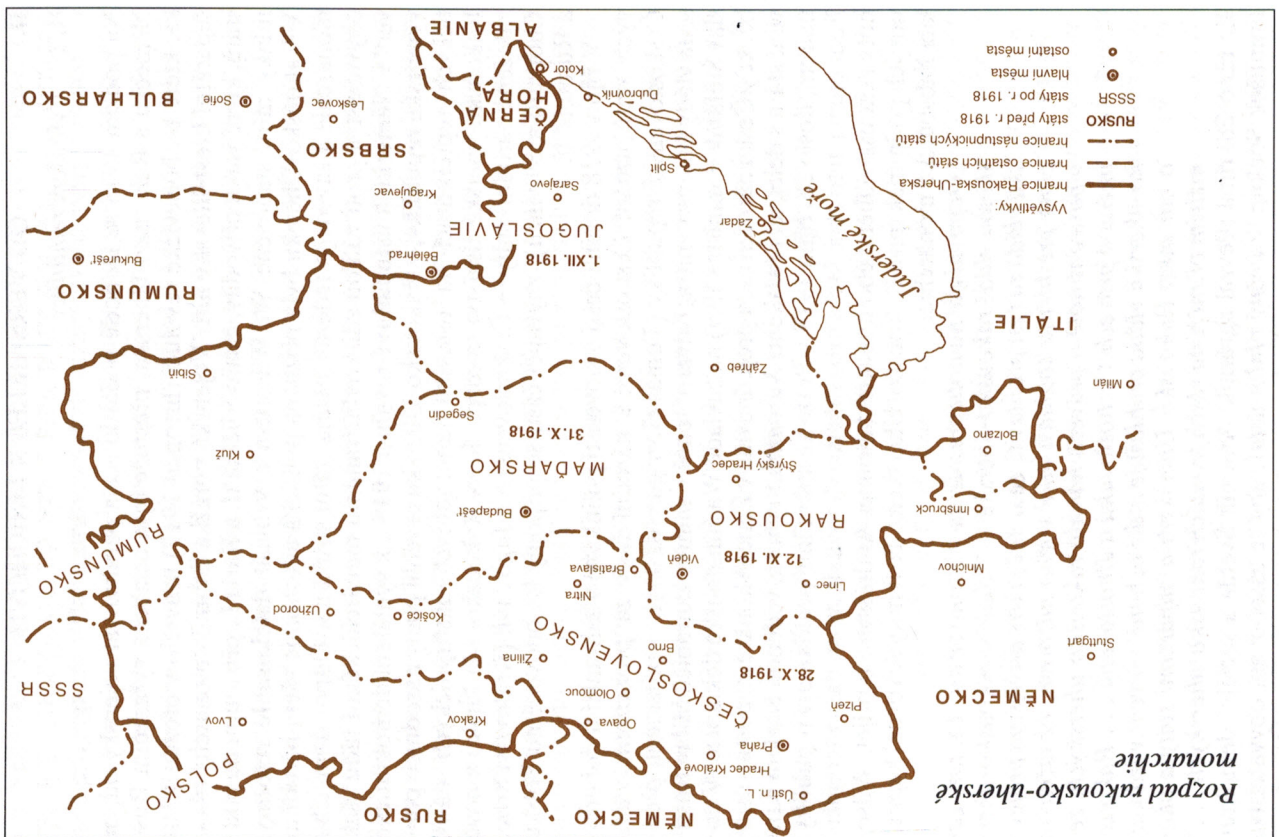 Rozpad rakousko-uherské
monarchie
NĚMECKO
RUSKO
POLSKO
SSSR
Ústí n. L.
Hradec Králové
Praha
Plzeň
Opava
Olomouc
Krakov
Lvov
28. X. 1918
ČESKOSLOVENSKO
Brno
Žilina
NĚMECKO
Stuttgart
Mnichov
Linec
Vídeň
Nitra
Bratislava
Košice
Užhorod
RUMUNSKO
12. XI. 1918
RAKOUSKO
Innsbruck
Bolzano
Štýrský Hradec
Budapešť
MAĎARSKO
31. X. 1918
Kluž
Segedín
Sibiň
Milán
Záhřeb
ITÁLIE
Jaderské moře
RUMUNSKO
Bukurešť
1. XII. 1918
JUGOSLÁVIE
Bělehrad
Zadar
Sarajevo
Kragujevac
Split
SRBSKO
Leskovec
Dubrovník
Kotor
ČERNÁ
HORA
ALBÁNIE
BULHARSKO
Sofie
Vysvětlivky:
hranice Rakouska-Uherska
hranice ostatních států
hranice nástupnických států
RUSKO státy před r. 1918
SSSR státy po r. 1918
hlavní města
ostatní města